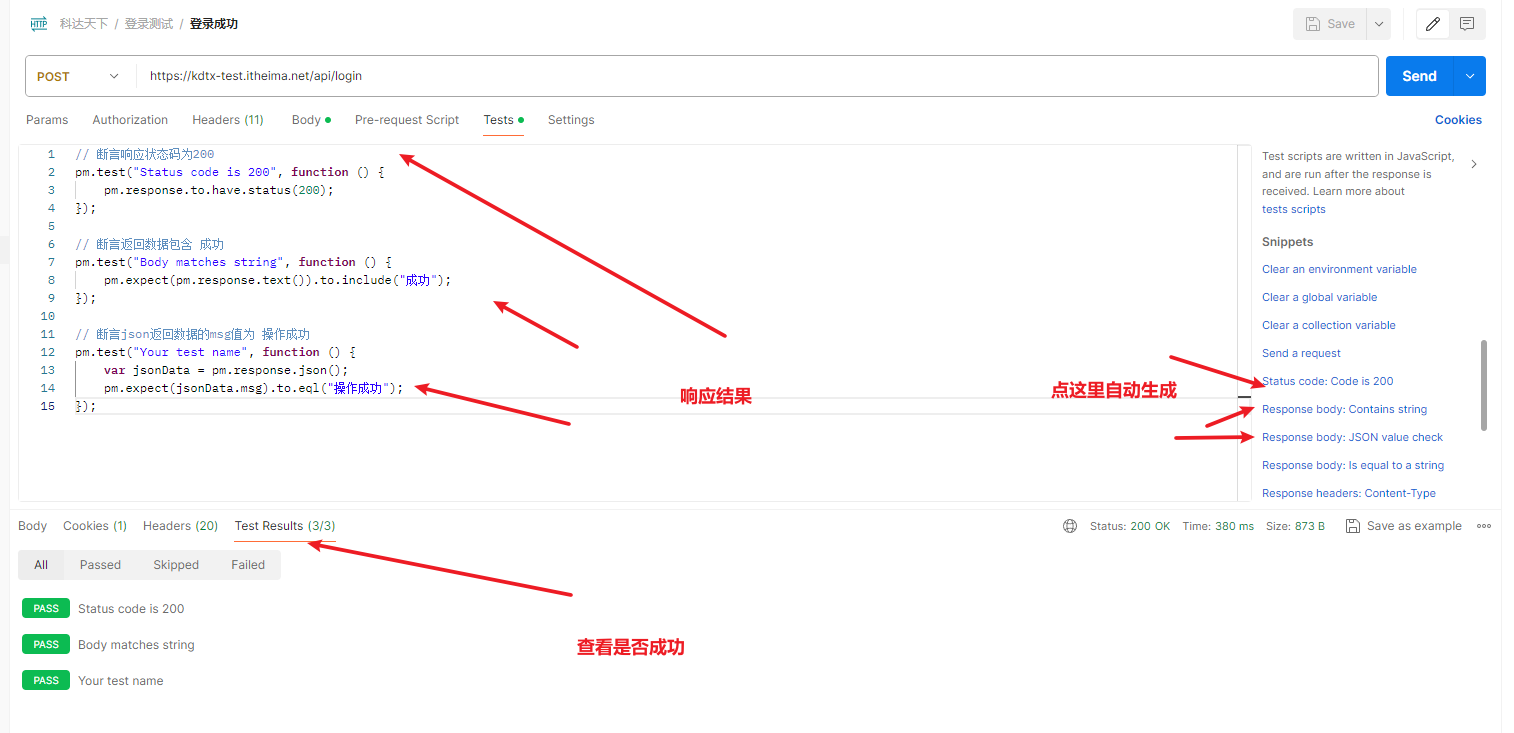 HTTP 科达天下 / 登录测试 / 登录成功
Save
POST https://kdtx-test.itheima.net/api/login
Send
Params Authorization Headers (11) Body Pre-request Script Tests Settings
Cookies
1 // 断言响应状态码为200
2 pm.test("Status code is 200", function () {
3 pm.response.to.have.status(200);
4 });
5
6 // 断言返回数据包含 成功
7 pm.test("Body matches string", function () {
8 pm.expect(pm.response.text()).to.include("成功");
9 });
10
11 // 断言json返回数据的msg值为 操作成功
12 pm.test("Your test name", function () {
13 var jsonData = pm.response.json();
14 pm.expect(jsonData.msg).to.eql("操作成功");
15 });
响应结果
点这里自动生成
Test scripts are written in JavaScript,
and are run after the response is
received. Learn more about
tests scripts
Snippets
Clear an environment variable
Clear a global variable
Clear a collection variable
Send a request
Status code: Code is 200
Response body: Contains string
Response body: JSON value check
Response body: Is equal to a string
Response headers: Content-Type
Body Cookies (1) Headers (20) Test Results (3/3)
Status: 200 OK Time: 380 ms Size: 873 B Save as example
All Passed Skipped Failed
PASS Status code is 200
PASS Body matches string
PASS Your test name
查看是否成功